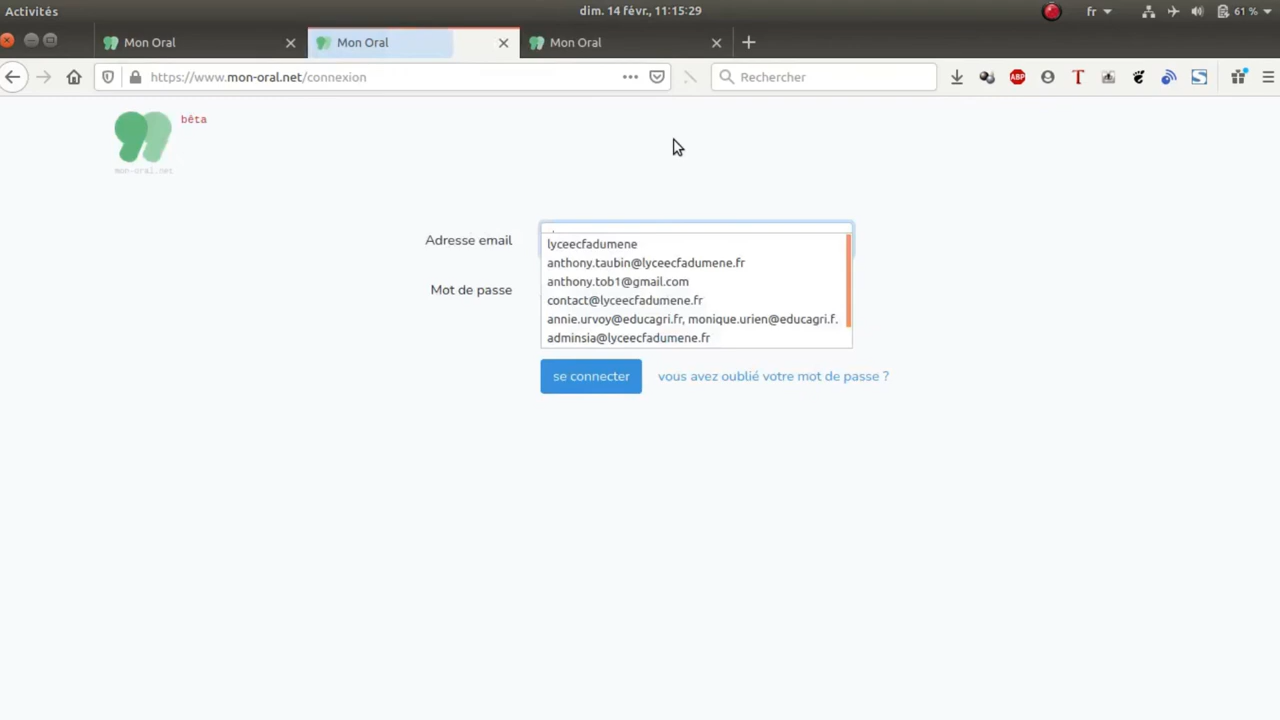 Activités
dim. 14 févr., 11:15:29
fr
61 %
Mon Oral
Mon Oral
Mon Oral
https://www.mon-oral.net/connexion
Rechercher
ABP
T
S
bêta
mon-oral.net
Adresse email
lyceecfadumene
anthony.taubin@lyceecfadumene.fr
anthony.tob1@gmail.com
contact@lyceecfadumene.fr
annie.urvoy@educagri.fr, monique.urien@educagri.f.
adminsia@lyceecfadumene.fr
Mot de passe
se connecter
vous avez oublié votre mot de passe ?